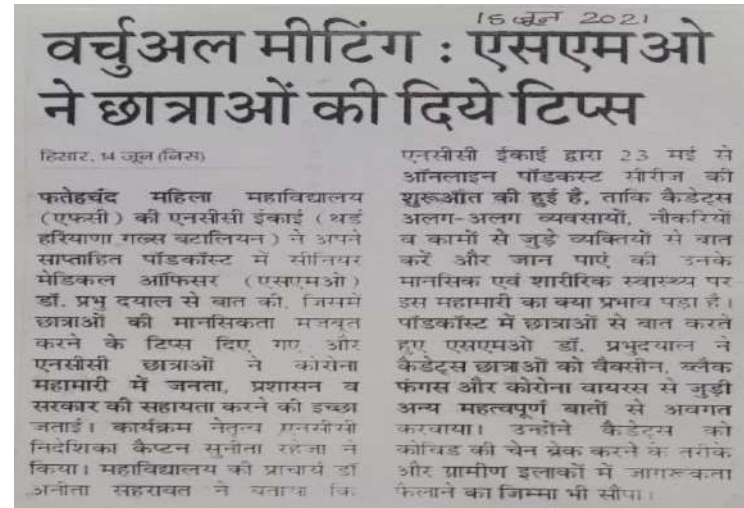 15 जून 2021
वर्चुअल मीटिंग : एसएमओ
ने छात्राओं की दिये टिप्स
हिसार, 14 जून (निस)
फतेहचंद महिला महाविद्यालय
(एफसी) की एनसीसी ईकाई (थर्ड
हरियाणा गर्ल्स बटालियन) ने अपने
साप्ताहित पॉडकॉस्ट में सीनियर
मेडिकल ऑफिसर (एसएमओ)
डॉ. प्रभु दयाल से बात की, जिसमें
छात्राओं की मानसिकता मजबूत
करने के टिप्स दिए गए और
एनसीसी छात्राओं ने कोरोना
महामारी में जनता, प्रशासन व
सरकार की सहायता करने की इच्छा
जताई। कार्यक्रम नेतृत्व एनसीसी
निदेशिका कैप्टन सुनीता रहेजा ने
किया। महाविद्यालय की प्राचार्य डॉ
अनीता सहरावत ने बताया कि
एनसीसी ईकाई द्वारा 23 मई से
ऑनलाइन पॉडकस्ट सीरीज की
शुरूऔत की हुई है, ताकि कैडेट्स
अलग-अलग व्यवसायों, नौकरियों
व कामों से जुड़े व्यक्तियों से बात
करें और जान पाएं की उनके
मानसिक एवं शारीरिक स्वास्थ्य पर
इस महामारी का क्या प्रभाव पड़ा है।
पॉडकॉस्ट में छात्राओं से बात करते
हुए एसएमओ डॉ. प्रभुदयाल ने
कैडेट्स छात्राओं को वैक्सीन, ब्लैक
फंगस और कोरोना वायरस से जुड़ी
अन्य महत्वपूर्ण बातों से अवगत
करवाया। उन्होंने कैडेट्स को
कोविड की चेन ब्रेक करने के तरीके
और ग्रामीण इलाकों में जागरूकता
फैलाने का जिम्मा भी सौंपा।